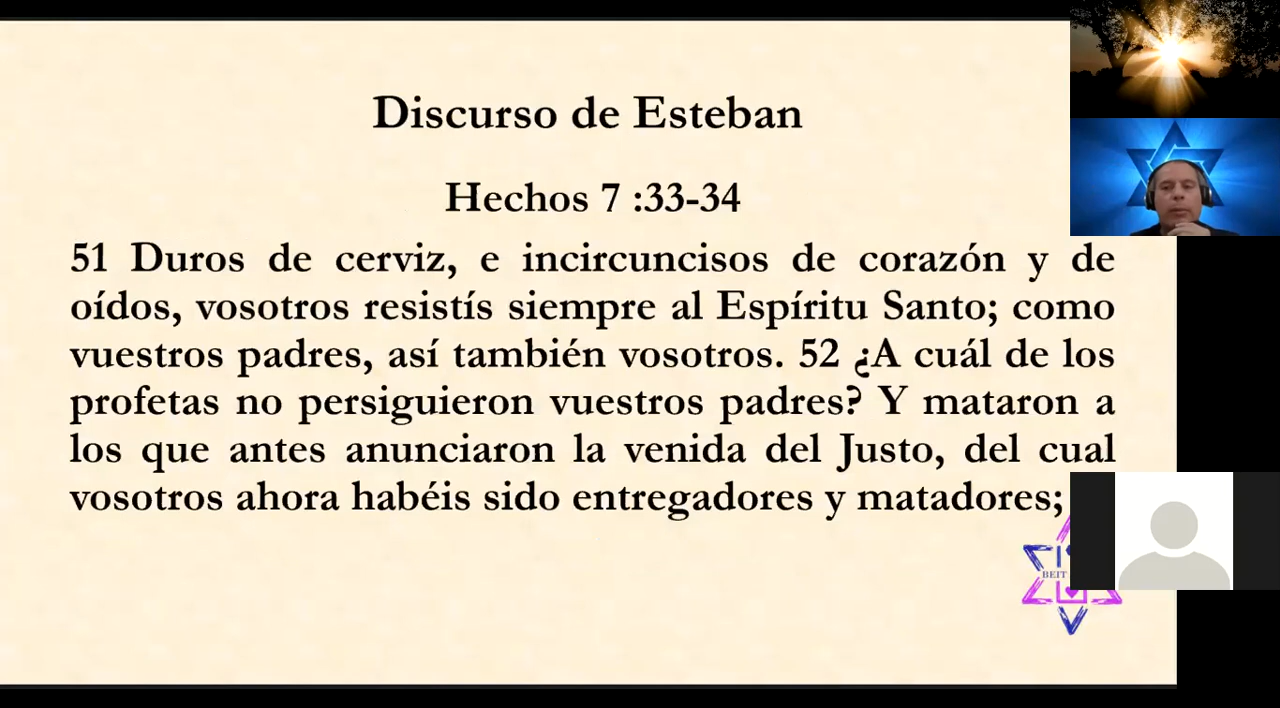 Discurso de Esteban
Hechos 7 :33-34
51 Duros de cerviz, e incircuncisos de corazón y de
oídos, vosotros resistís siempre al Espíritu Santo; como
vuestros padres, así también vosotros. 52 ¿A cuál de los
profetas no persiguieron vuestros padres? Y mataron a
los que antes anunciaron la venida del Justo, del cual
vosotros ahora habéis sido entregadores y matadores;
BEIT